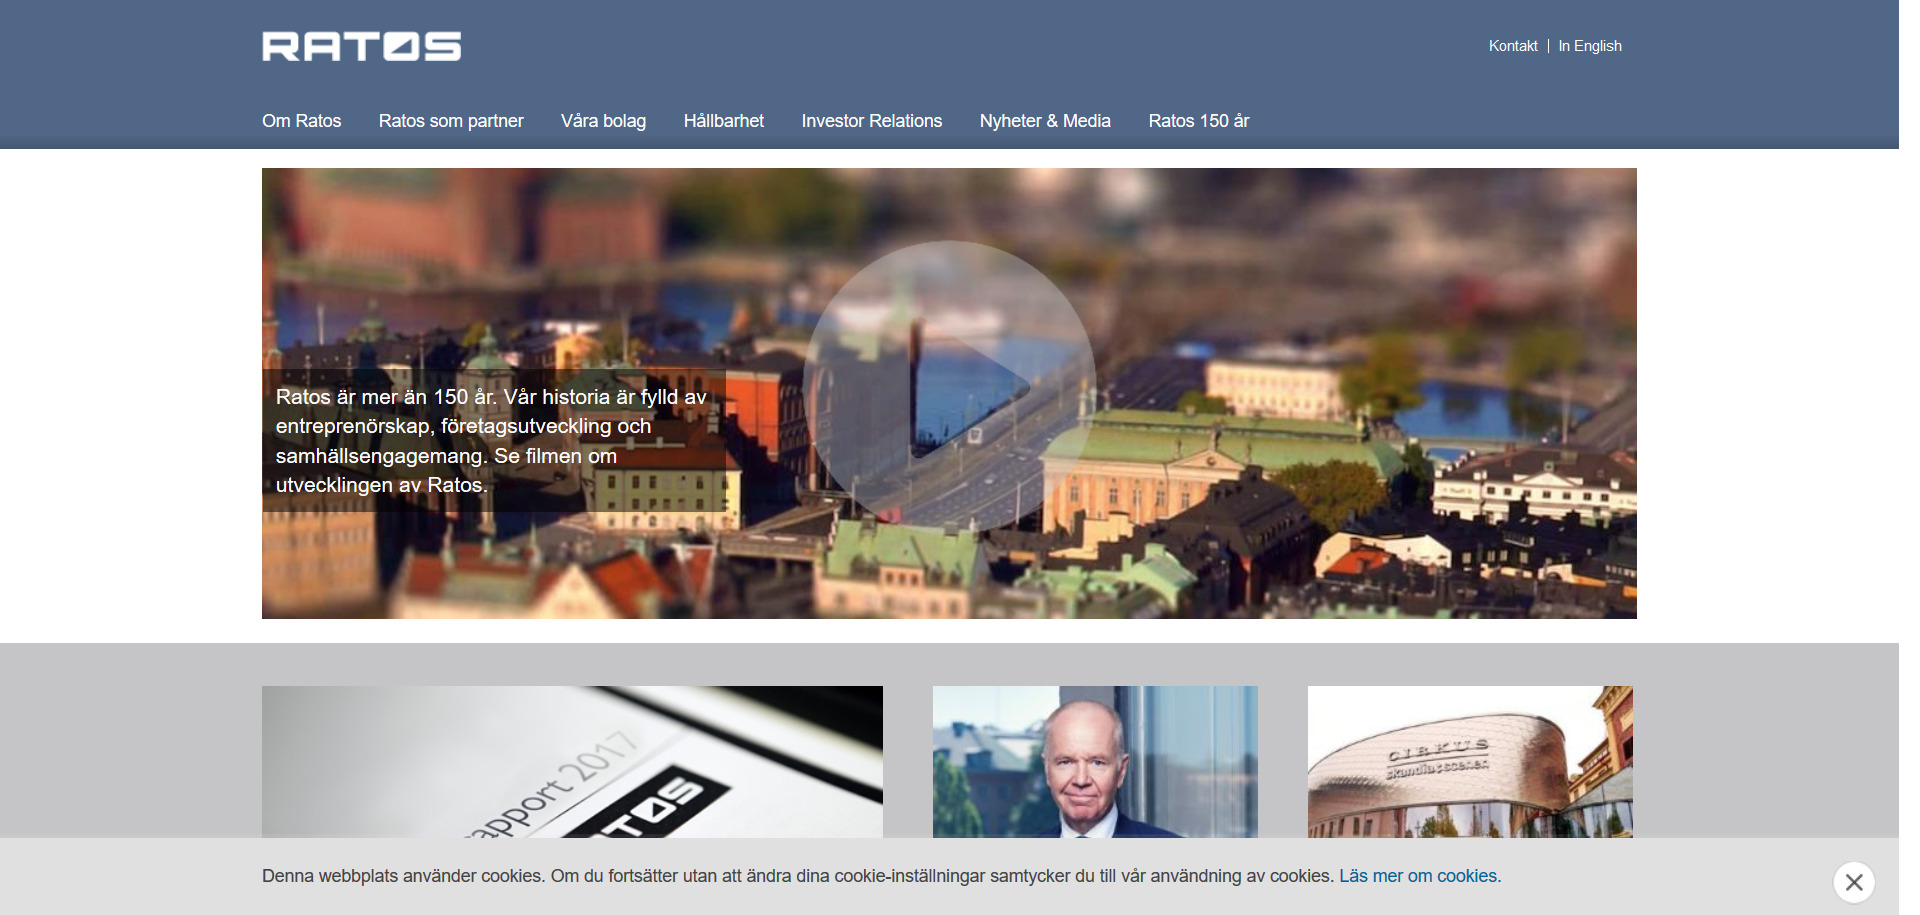 RATOS
Kontakt | In English
Om Ratos Ratos som partner Våra bolag Hållbarhet Investor Relations Nyheter & Media Ratos 150 år
Ratos är mer än 150 år. Vår historia är fylld av
entreprenörskap, företagsutveckling och
samhällsengagemang. Se filmen om
utvecklingen av Ratos.
apport 2017
TOS
CIRKUS
skandiascenen
Denna webbplats använder cookies. Om du fortsätter utan att ändra dina cookie-inställningar samtycker du till vår användning av cookies. Läs mer om cookies.